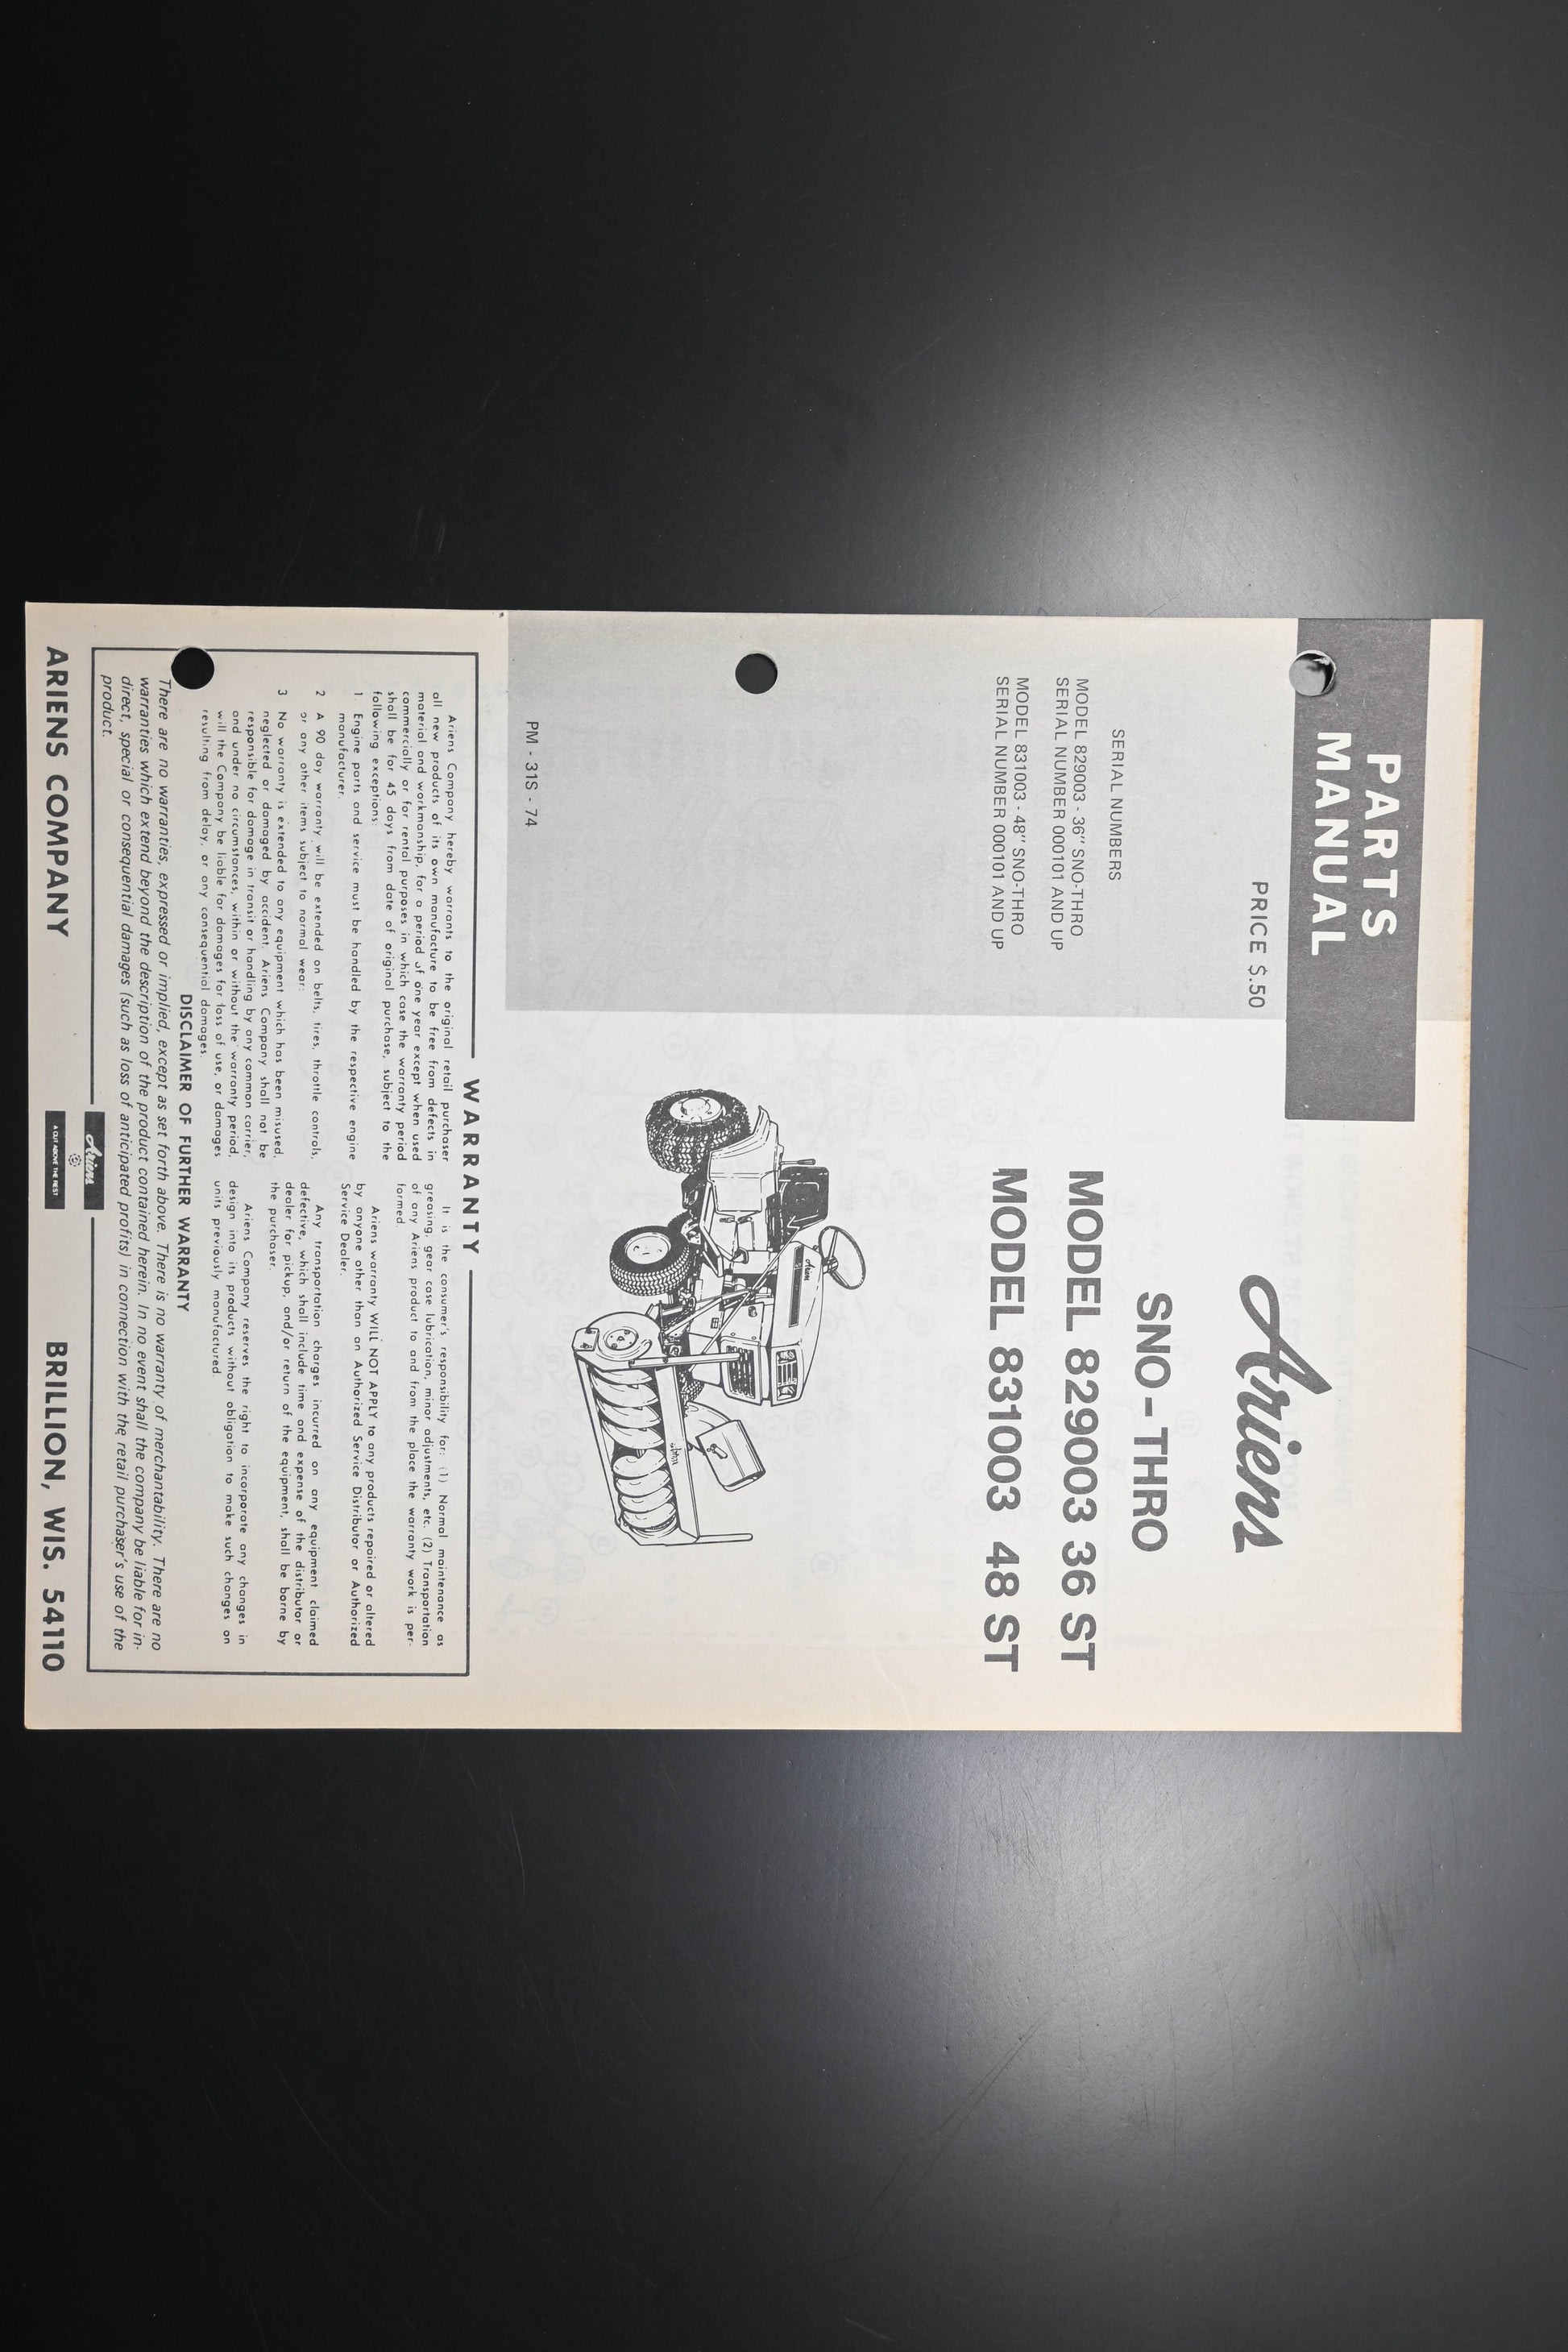 PARTS
MANUAL
PRICE $.50
Ariens
SNO-THRO
MODEL 829003 36 ST
MODEL 831003 48 ST
SERIAL NUMBERS
MODEL 829003 - 36" SNO-THRO
SERIAL NUMBER 000101 AND UP
MODEL 831003 - 48" SNO-THRO
SERIAL NUMBER 000101 AND UP
Ariens
Ariens
PM - 31S - 74
WARRANTY
Ariens Company hereby warrants to the original retail purchaser
all new products of its own manufacture to be free from defects in
material and workmanship, for a period of one year except when used
commercially or for rental purposes in which case the warranty period
shall be for 45 days from date of original purchase, subject to the
following exceptions:
1 Engine parts and service must be handled by the respective engine
manufacturer.
2 A 90 day warranty will be extended on belts, tires, throttle controls,
or any other items subject to normal wear:
3 No warranty is extended to any equipment which has been misused,
neglected or damaged by accident. Ariens Company shall not be
responsible for damage in transit or handling by any common carrier,
and under no circumstances, within or without the warranty period,
will the Company be liable for damages for loss of use, or damages
resulting from delay, or any consequential damages.
It is the consumer's responsibility for: (1) Normal maintenance as
greasing, gear case lubrication, minor adjustments, etc. (2) Transportation
of any Ariens product to and from the place the warranty work is per-
formed.
Ariens warranty WILL NOT APPLY to any products repaired or altered
by anyone other than an Authorized Service Distributor or Authorized
Service Dealer.
Any transportation charges incurred on any equipment claimed
defective, which shall include time and expense of the distributor or
dealer for pickup, and/or return of the equipment, shall be borne by
the purchaser.
Ariens Company reserves the right to incorporate any changes in
design into its products without obligation to make such changes on
units previously manufactured.
DISCLAIMER OF FURTHER WARRANTY
There are no warranties, expressed or implied, except as set forth above. There is no warranty of merchantability. There are no
warranties which extend beyond the description of the product contained herein. In no event shall the company be liable for in-
direct, special or consequential damages (such as loss of anticipated profits) in connection with the retail purchaser's use of the
product.
ARIENS COMPANY
Ariens
A CUT ABOVE THE REST
BRILLION, WIS. 54110